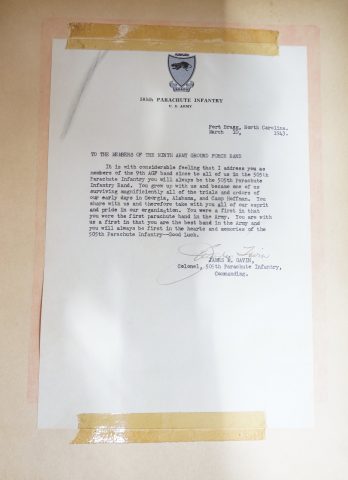 505th PARACHUTE INFANTRY
U. S. ARMY
Fort Bragg, North Carolina.
March 10, 1943.
TO THE MEMBERS OF THE NINTH ARMY GROUND FORCE BAND
It is with considerable feeling that I address you as
members of the 9th AGF band since to all of us in the 505th
Parachute Infantry you will always be the 505th Parachute
Infantry Band. You grew up with us and became one of us
surviving magnificiently all of the trials and orders of
our early days in Georgia, Alabama, and Camp Hoffman. You
share with us and therefore take with you all of our esprit
and pride in our organization. You were a first in that
you were the first parachute band in the Army. You are with
us a first in that you are the best band in the Army and
you will always be first in the hearts and memories of the
505th Parachute Infantry--Good Luck.
JAMES M. GAVIN,
Colonel, 505th Parachute Infantry,
Commanding.